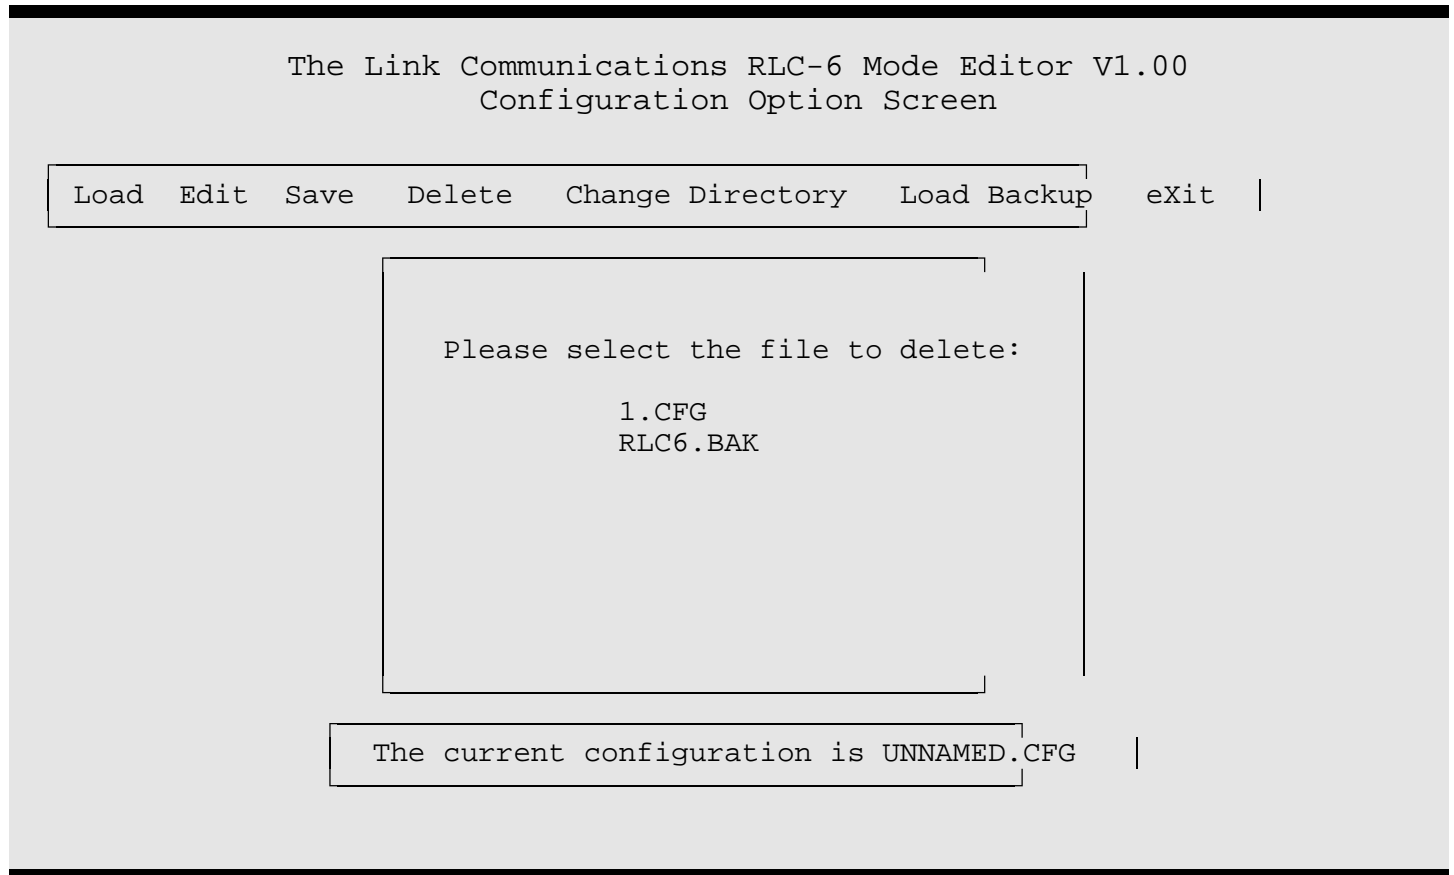 The Link Communications RLC-6 Mode Editor V1.00
Configuration Option Screen
Load Edit Save Delete Change Directory Load Backup eXit
Please select the file to delete:
1.CFG
RLC6.BAK
The current configuration is UNNAMED.CFG